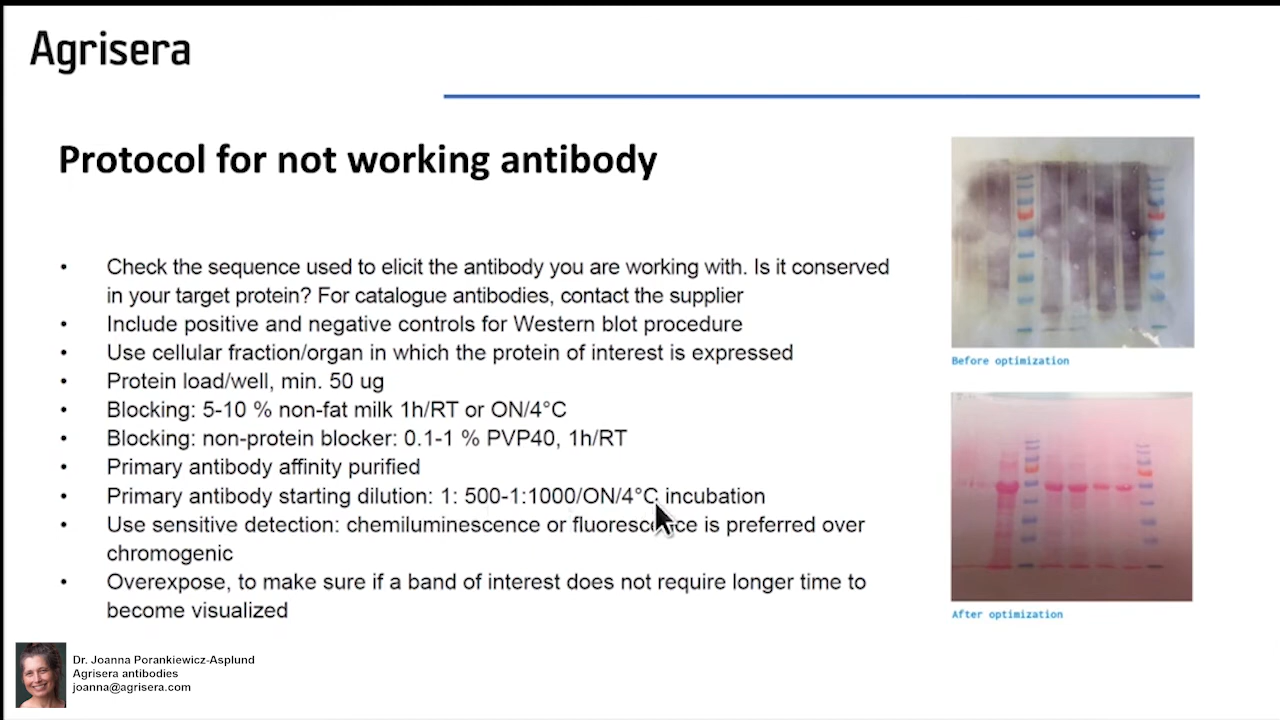 Agrisera
Protocol for not working antibody
• Check the sequence used to elicit the antibody you are working with. Is it conserved
in your target protein? For catalogue antibodies, contact the supplier
• Include positive and negative controls for Western blot procedure
• Use cellular fraction/organ in which the protein of interest is expressed
• Protein load/well, min. 50 ug
• Blocking: 5-10 % non-fat milk 1h/RT or ON/4°C
• Blocking: non-protein blocker: 0.1-1 % PVP40, 1h/RT
• Primary antibody affinity purified
• Primary antibody starting dilution: 1: 500-1:1000/ON/4°C incubation
• Use sensitive detection: chemiluminescence or fluorescence is preferred over
chromogenic
• Overexpose, to make sure if a band of interest does not require longer time to
become visualized
Before optimization
After optimization
Dr. Joanna Porankiewicz-Asplund
Agrisera antibodies
joanna@agrisera.com